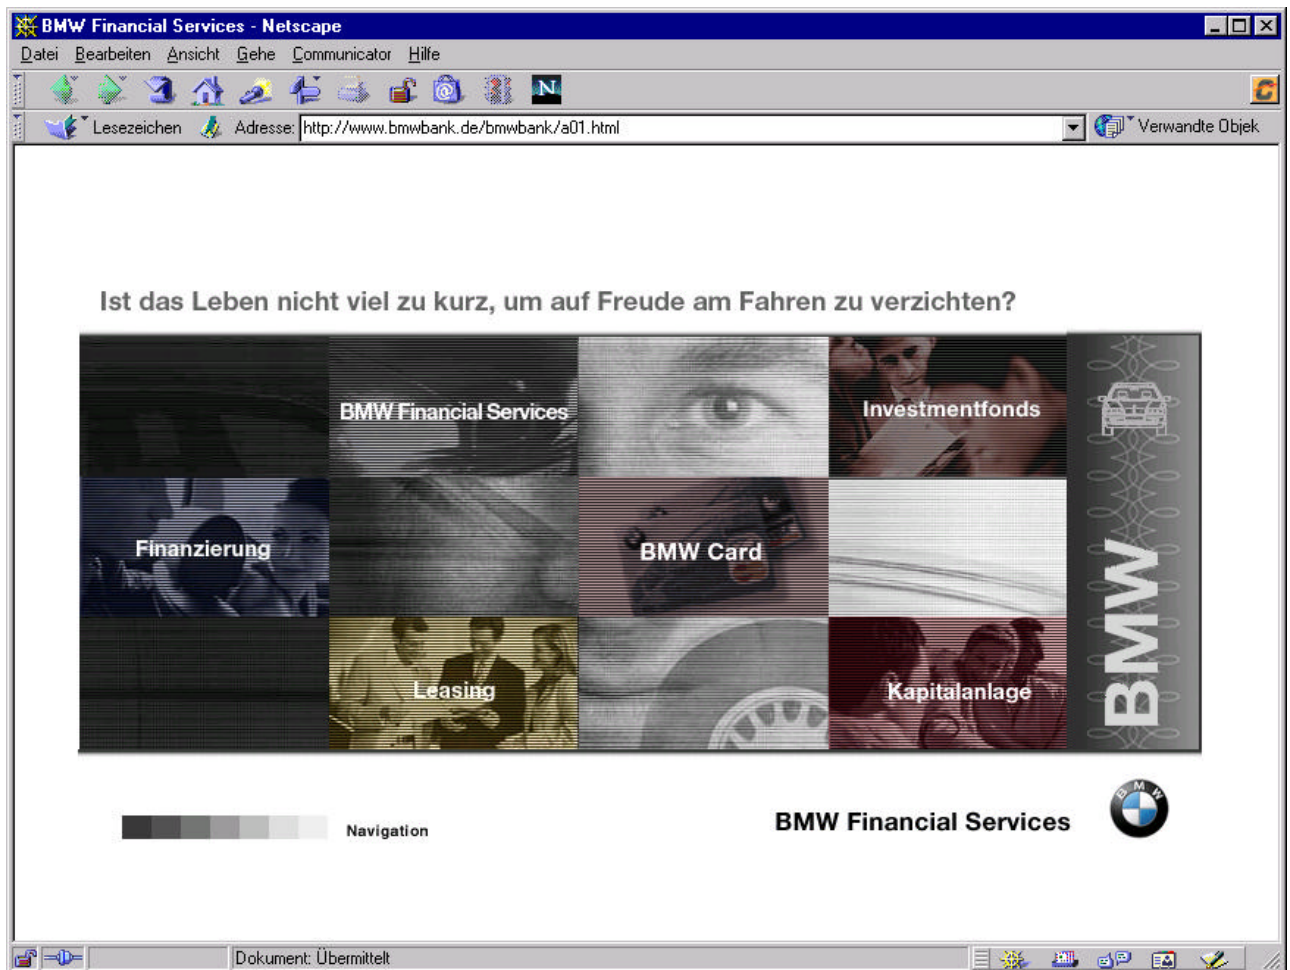 BMW Financial Services - Netscape
Datei Bearbeiten Ansicht Gehe Communicator Hilfe
N
Lesezeichen Adresse: http://www.bmwbank.de/bmwbank/a01.html Verwandte Objek
Ist das Leben nicht viel zu kurz, um auf Freude am Fahren zu verzichten?
BMW Financial Services
Investmentfonds
Finanzierung
BMW Card
Leasing
Kapitalanlage
BMW
Navigation
BMW Financial Services
BMW
Dokument: Übermittelt